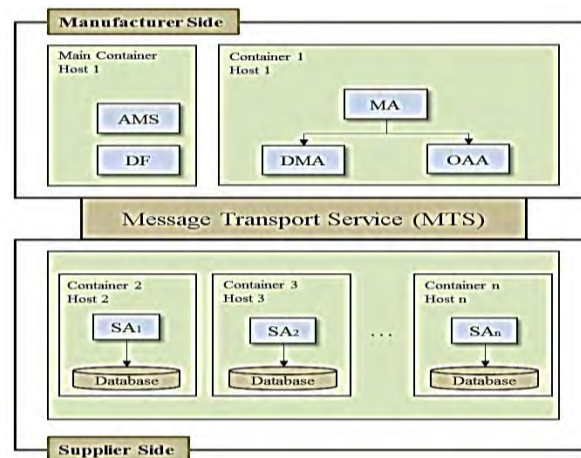 Manufacturer Side
Main Container
Host 1
AMS
DF
Container 1
Host 1
MA
DMA
OAA
Message Transport Service (MTS)
Container 2
Host 2
SA1
Database
Container 3
Host 3
SA2
Database
. . .
Container n
Host n
SAn
Database
Supplier Side